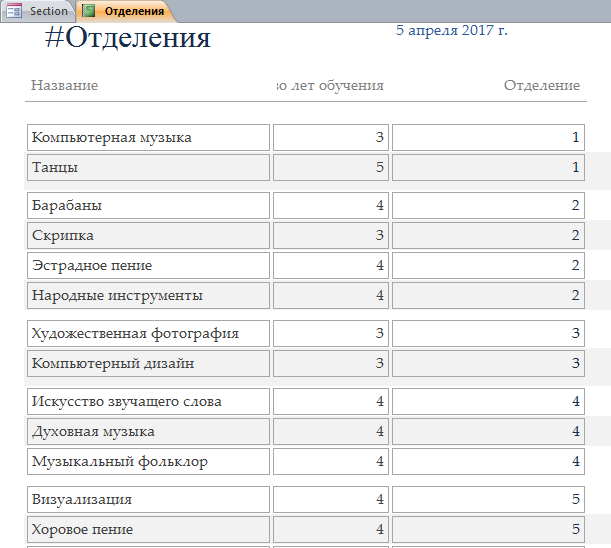 Section Отделения
#Отделения 5 апреля 2017 г.
Название во лет обучения Отделение
Компьютерная музыка 3 1
Танцы 5 1
Барабаны 4 2
Скрипка 3 2
Эстрадное пение 4 2
Народные инструменты 4 2
Художественная фотография 3 3
Компьютерный дизайн 3 3
Искусство звучащего слова 4 4
Духовная музыка 4 4
Музыкальный фольклор 4 4
Визуализация 4 5
Хоровое пение 4 5